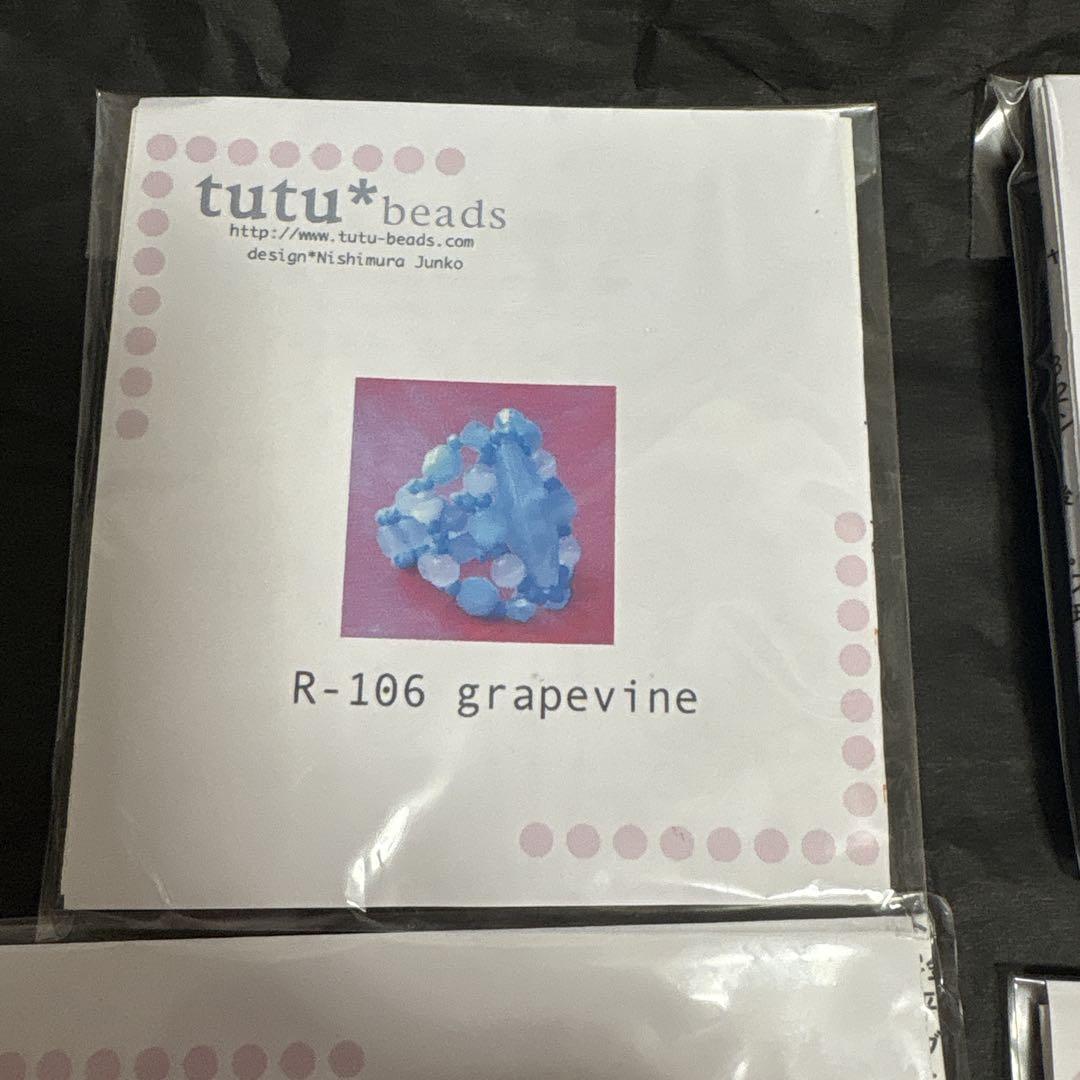 tutu*beads
http://www.tutu-beads.com
design*Nishimura Junko
R-106 grapevine